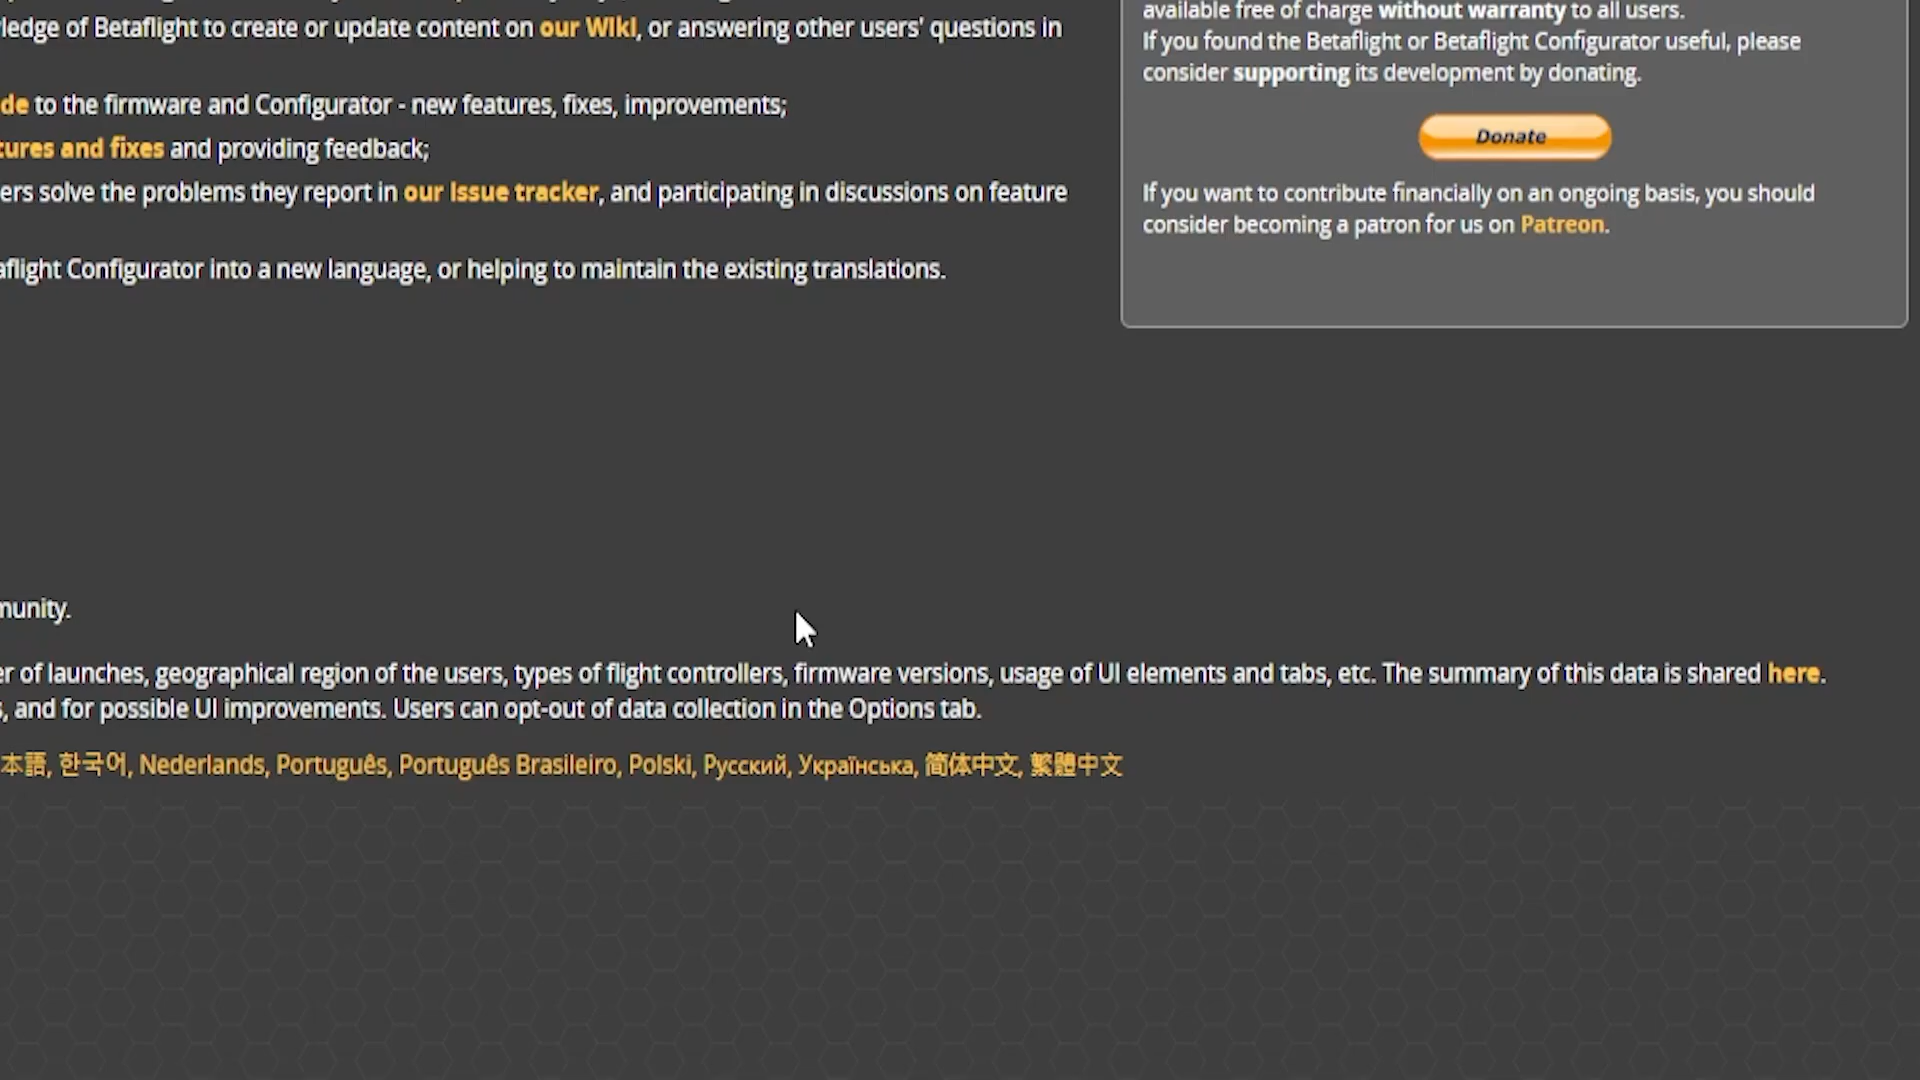 ledge of Betaflight to create or update content on our Wiki, or answering other users' questions in
de to the firmware and Configurator - new features, fixes, improvements;
tures and fixes and providing feedback;
ers solve the problems they report in our Issue tracker, and participating in discussions on feature
aflight Configurator into a new language, or helping to maintain the existing translations.
available free of charge without warranty to all users.
If you found the Betaflight or Betaflight Configurator useful, please
consider supporting its development by donating.
Donate
If you want to contribute financially on an ongoing basis, you should
consider becoming a patron for us on Patreon.
munity.
er of launches, geographical region of the users, types of flight controllers, firmware versions, usage of UI elements and tabs, etc. The summary of this data is shared here.
s, and for possible UI improvements. Users can opt-out of data collection in the Options tab.
本語, 한국어, Nederlands, Português, Português Brasileiro, Polski, Русский, Українська, 简体中文, 繁體中文